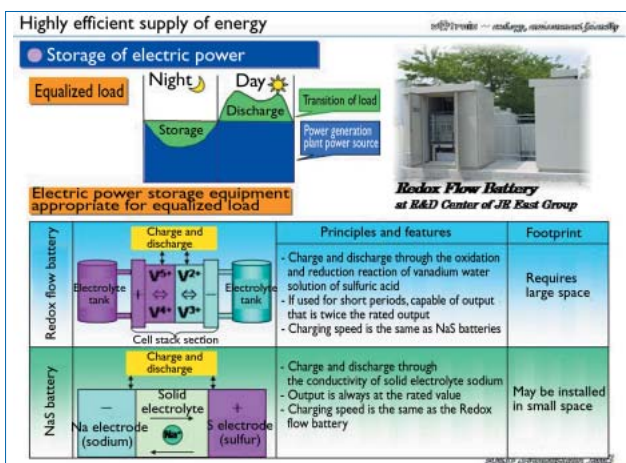 Highly efficient supply of energy
Storage of electric power
Equalized load
Night
Day
Discharge
Storage
Transition of load
Power generation
plant power source
Redox Flow Battery
at R&D Center of JR East Group
Electric power storage equipment
appropriate for equalized load
Principles and features
Footprint
Redox flow battery
Charge and
discharge
Electrolyte
tank
+
V⁵⁺
V²⁺
⇔
⇔
V⁴⁺
V³⁺
−
Electrolyte
tank
Cell stack section
- Charge and discharge through the oxidation
and reduction reaction of vanadium water
solution of sulfuric acid
- If used for short periods, capable of output
that is twice the rated output
- Charging speed is the same as NaS batteries
Requires
large space
NaS battery
Charge and
discharge
−
Na electrode
(sodium)
Solid
electrolyte
Na⁺
+
S electrode
(sulfur)
- Charge and discharge through
the conductivity of solid electrolyte sodium
- Output is always at the rated value
- Charging speed is the same as the Redox
flow battery
May be installed
in small space